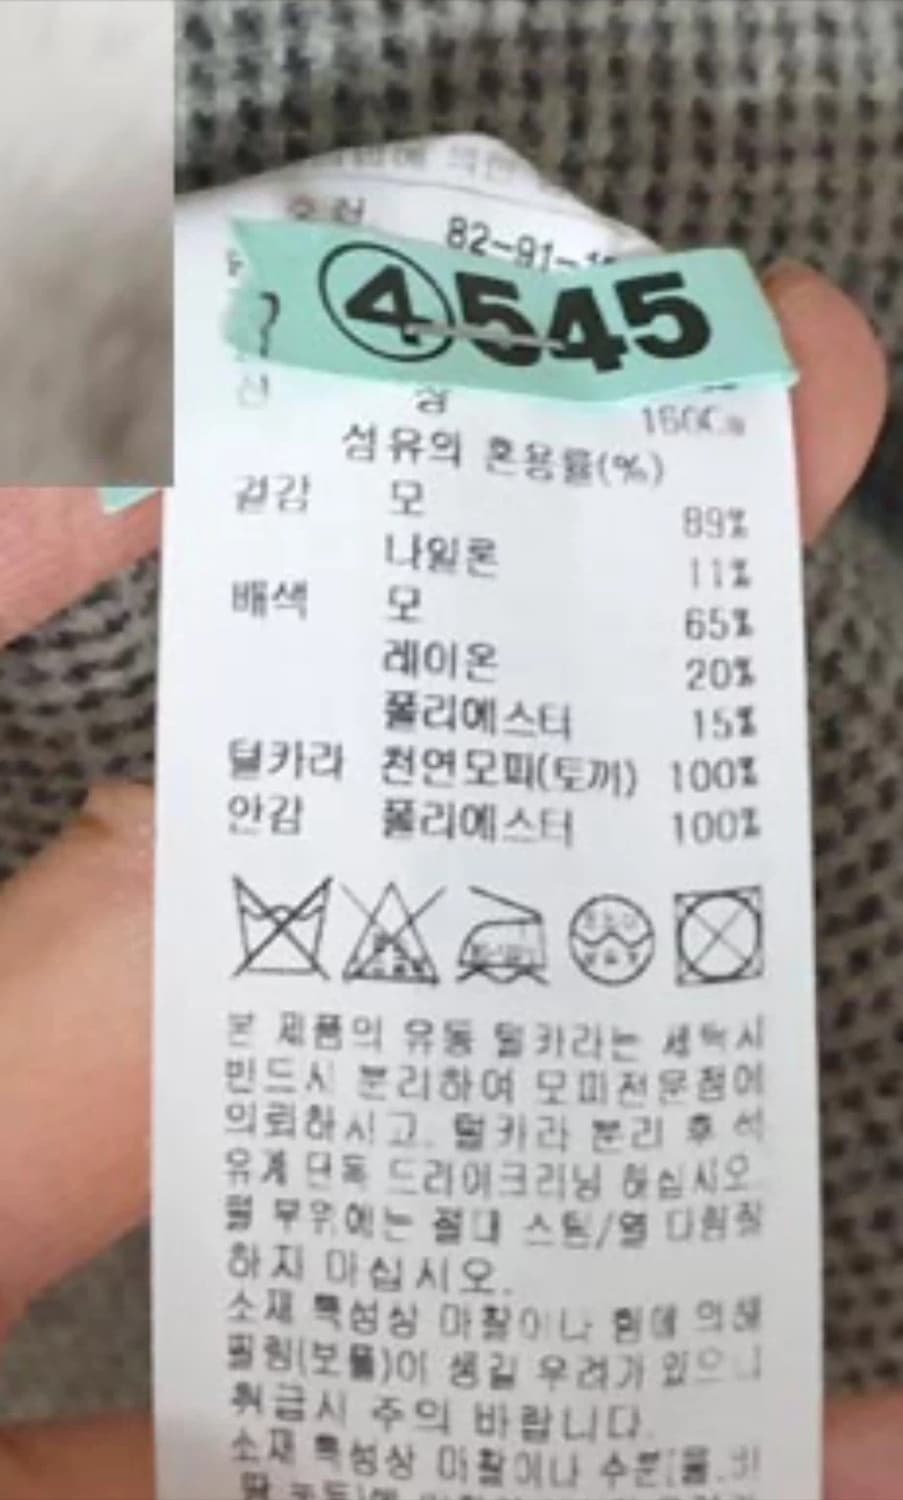 82-91-
④545
섬유의 혼용률(%)
겉감 모 89%
나일론 11%
배색 모 65%
레이온 20%
폴리에스터 15%
털카라 천연모피(토끼) 100%
안감 폴리에스터 100%
본 제품의 유동 털카라는 세탁시
반드시 분리하여 모피전문점에
의뢰하시고, 털카라 분리 후 석
유계 단독 드라이크리닝 하십시오.
털 부위에는 절대 스팀/열 다림질
하지 마십시오.
소재 특성상 마찰이나 힘에 의해
필링(보풀)이 생길 우려가 있으니
취급시 주의 바랍니다.
소재 특성상 마찰이나 수분(물,비